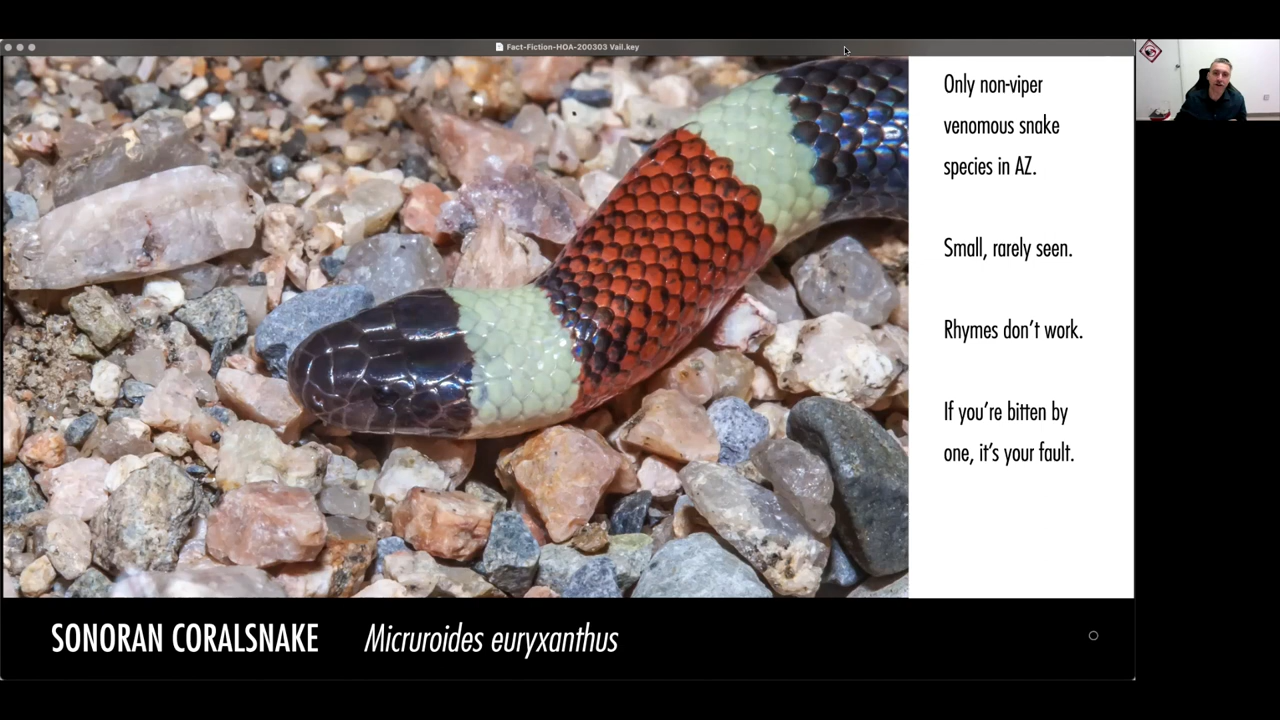 Fact-Fiction-HOA-200303 Vail.key
Only non-viper
venomous snake
species in AZ.
Small, rarely seen.
Rhymes don't work.
If you're bitten by
one, it's your fault.
SONORAN CORALSNAKE Micruroides euryxanthus